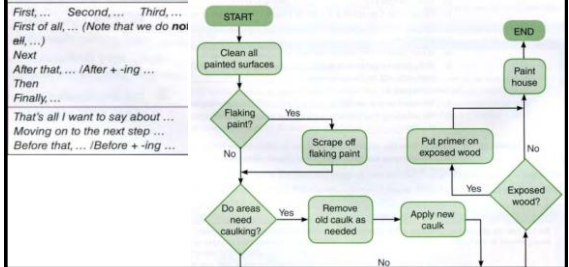 First, ... Second, ... Third, ...
First of all, ... (Note that we do not
all, ...)
Next
After that, ... /After + -ing ...
Then
Finally, ...
That's all I want to say about ...
Moving on to the next step ...
Before that, ... /Before + -ing ...
START
Clean all
painted surfaces
Flaking
paint?
Yes
Scrape off
flaking paint
No
Do areas
need
caulking?
Yes
Remove
old caulk as
needed
Apply new
caulk
No
Exposed
wood?
Yes
Put primer on
exposed wood
No
Paint
house
END